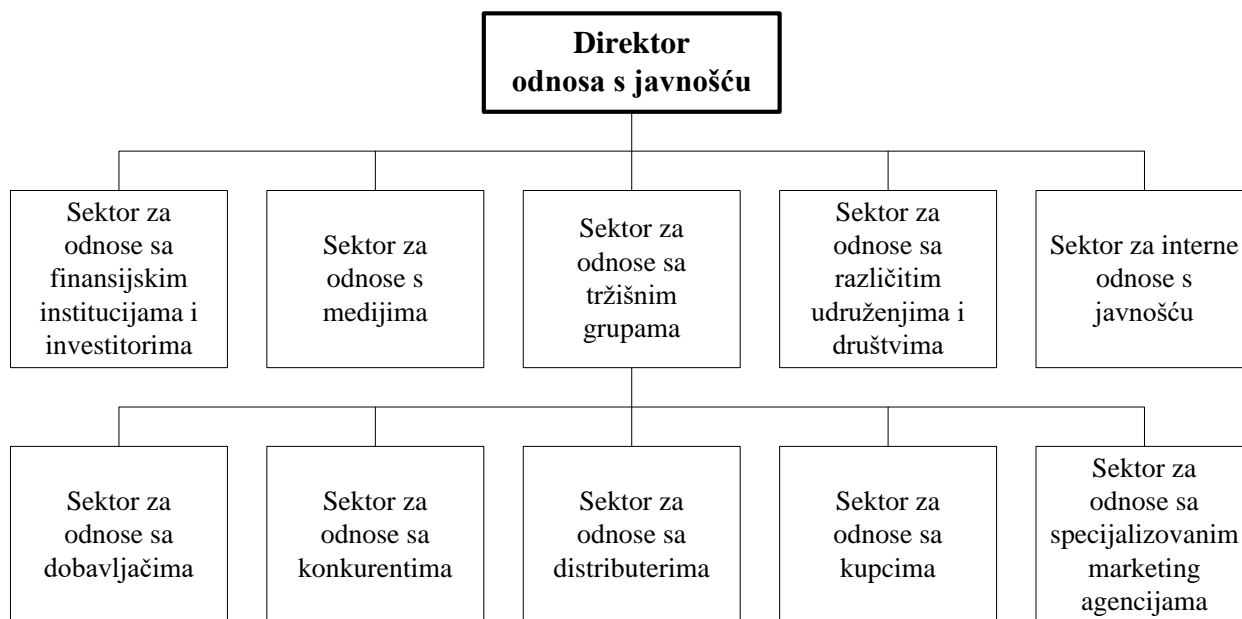 Direktor
odnosa s javnošću
Sektor za
odnose sa
finansijskim
institucijama i
investitorima
Sektor za
odnose s
medijima
Sektor za
odnose sa
tržišnim
grupama
Sektor za
odnose sa
različitim
udruženjima i
društvima
Sektor za interne
odnose s
javnošću
Sektor za
odnose sa
dobavljačima
Sektor za
odnose sa
konkurentima
Sektor za
odnose sa
distributerima
Sektor za
odnose sa
kupcima
Sektor za
odnose sa
specijalizovanim
marketing
agencijama